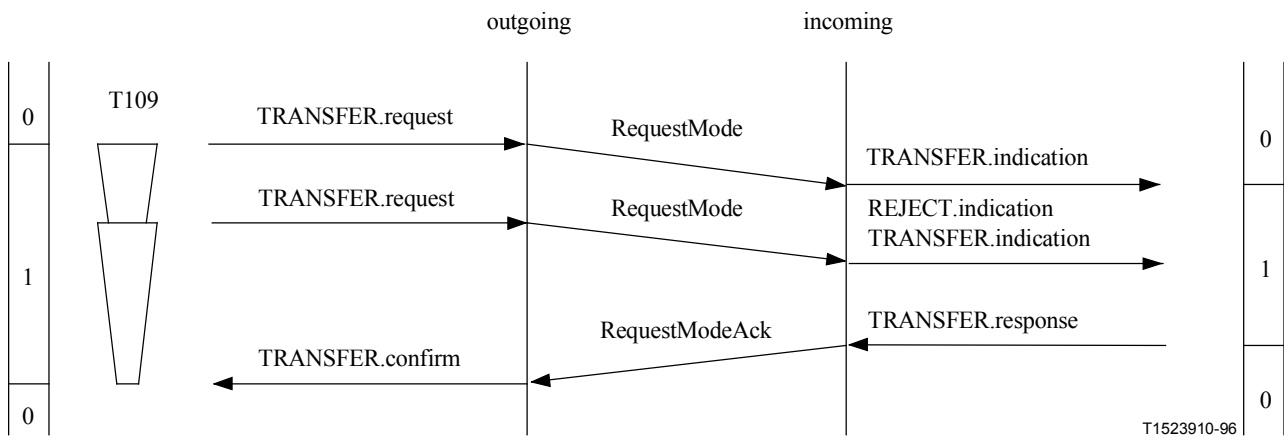 outgoing
incoming
T109
0
TRANSFER.request
RequestMode
0
TRANSFER.indication
TRANSFER.request
RequestMode
REJECT.indication
TRANSFER.indication
1
1
TRANSFER.response
RequestModeAck
TRANSFER.confirm
0
0
T1523910-96